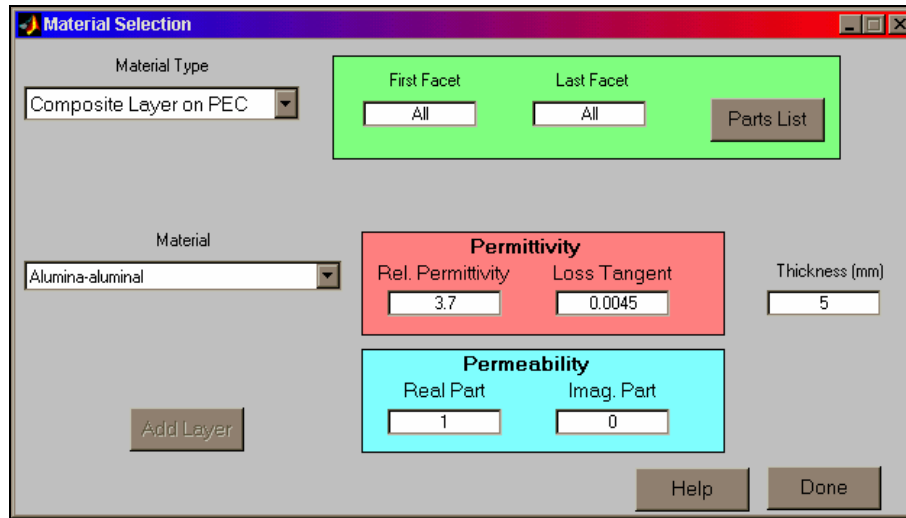 Material Selection
Material Type
Composite Layer on PEC
First Facet
Last Facet
All
All
Parts List
Material
Alumina-aluminal
Permittivity
Rel. Permittivity
Loss Tangent
3.7
0.0045
Thickness (mm)
5
Permeability
Real Part
Imag. Part
1
0
Add Layer
Help
Done